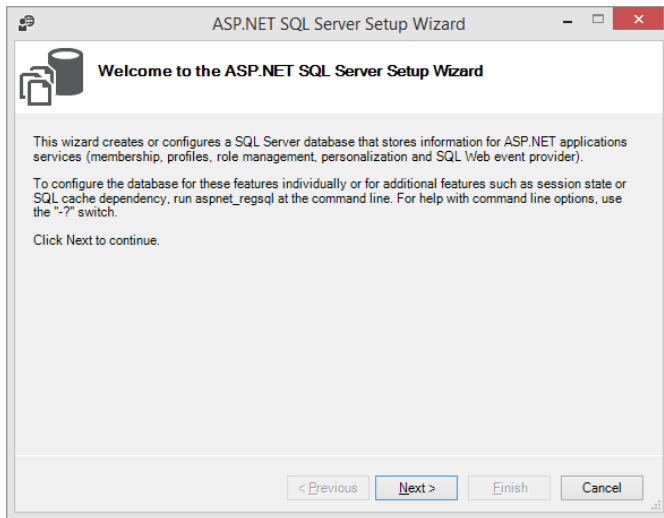 ASP.NET SQL Server Setup Wizard
Welcome to the ASP.NET SQL Server Setup Wizard
This wizard creates or configures a SQL Server database that stores information for ASP.NET applications
services (membership, profiles, role management, personalization and SQL Web event provider).
To configure the database for these features individually or for additional features such as session state or
SQL cache dependency, run aspnet_regsql at the command line. For help with command line options, use
the "-?" switch.
Click Next to continue.
< Previous Next > Finish Cancel